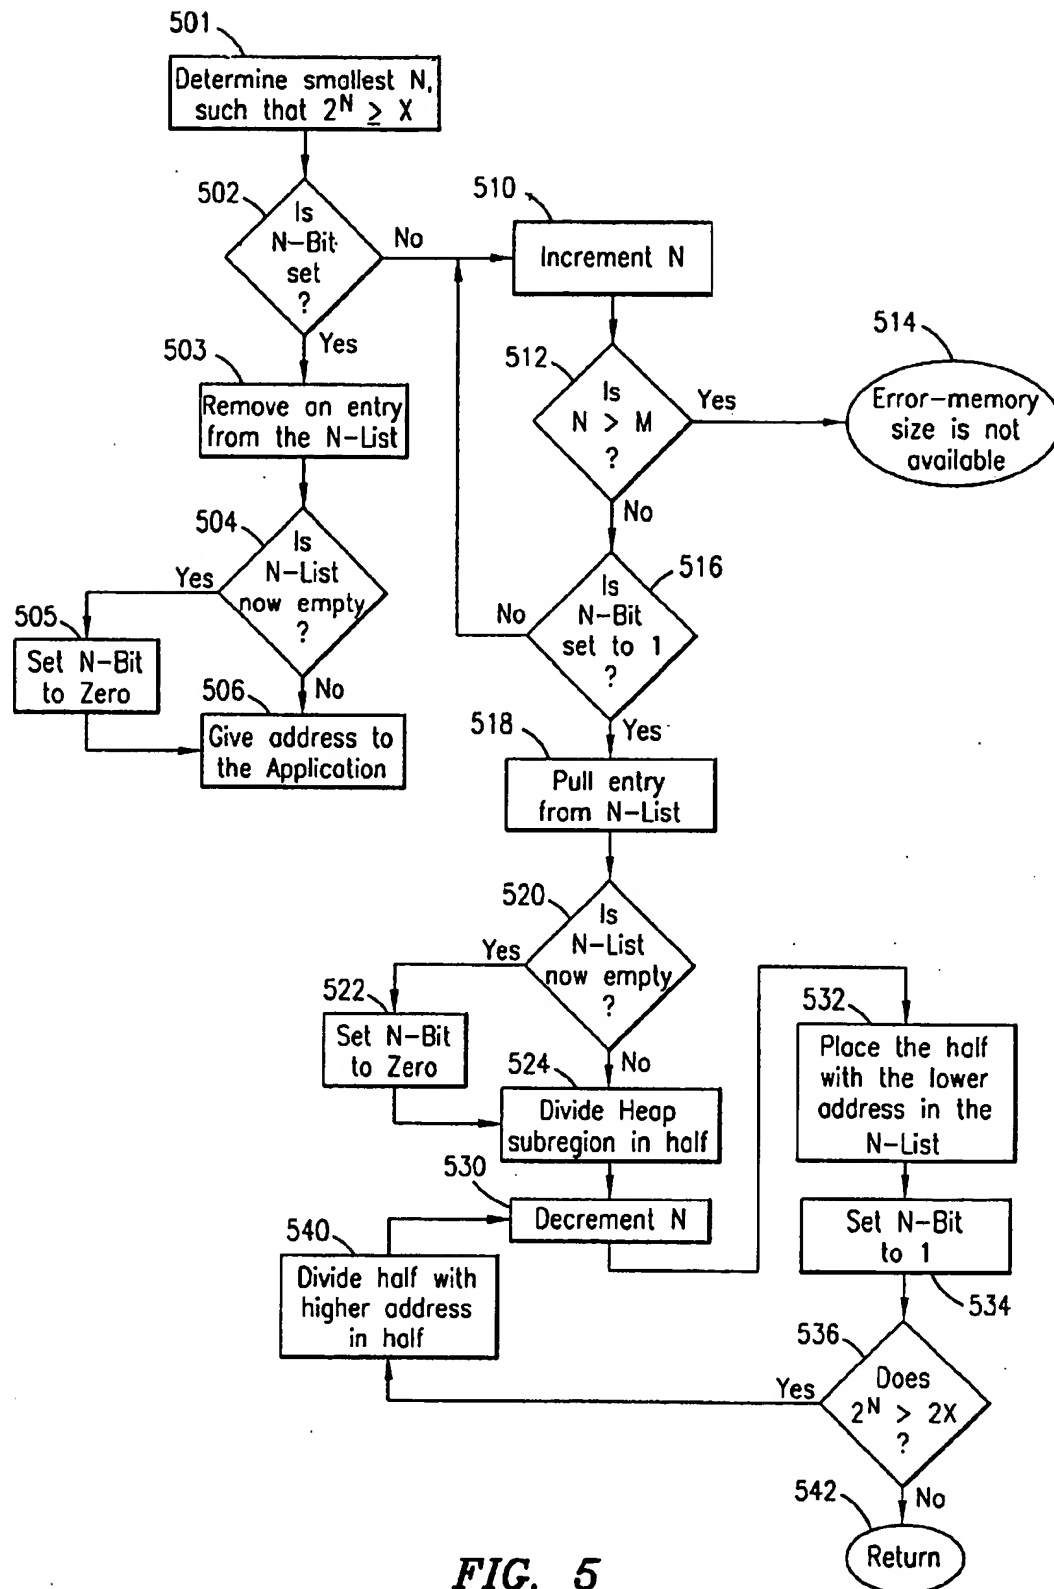 501
Determine smallest N,
such that 2^N ≥ X
502
Is
N-Bit
set
?
No
Yes
503
Remove an entry
from the N-List
504
Is
N-List
now empty
?
Yes
No
505
Set N-Bit
to Zero
506
Give address to
the Application
510
Increment N
512
Is
N > M
?
Yes
No
514
Error-memory
size is not
available
516
Is
N-Bit
set to 1
?
No
Yes
518
Pull entry
from N-List
520
Is
N-List
now empty
?
Yes
No
522
Set N-Bit
to Zero
524
Divide Heap
subregion in half
530
Decrement N
532
Place the half
with the lower
address in the
N-List
Set N-Bit
to 1
534
536
Does
2^N > 2X
?
Yes
No
540
Divide half with
higher address
in half
542
Return
FIG. 5